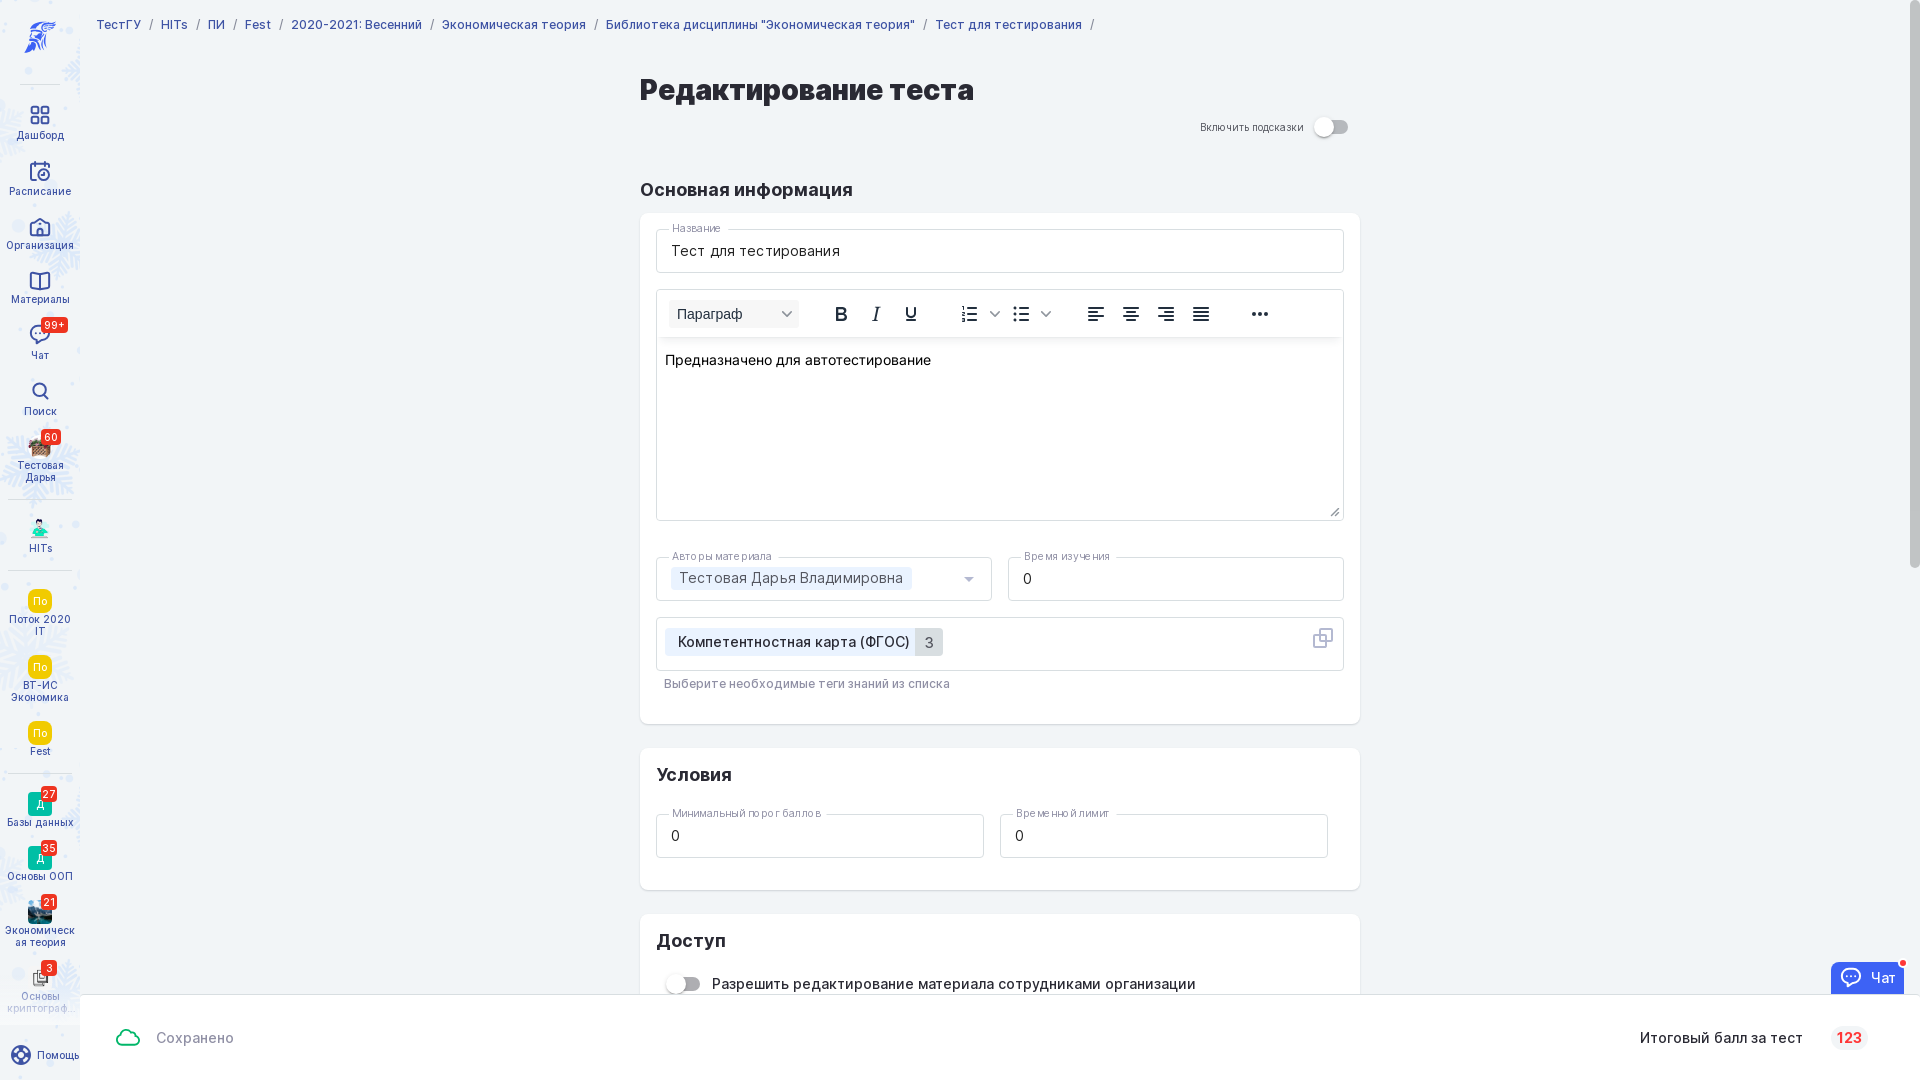 ТестГУ / HITs / ПИ / Fest / 2020-2021: Весенний / Экономическая теория / Библиотека дисциплины "Экономическая теория" / Тест для тестирования /
Дашборд
Расписание
Организация
Материалы
99+
Чат
Поиск
60
Тестовая
Дарья
HITs
По
Поток 2020
IT
По
ВТ-ИС
Экономика
По
Fest
27
Д
Базы данных
35
Д
Основы ООП
21
Экономическ
ая теория
3
Основы
криптограф...
Помощь
Редактирование теста
Включить подсказки
Основная информация
Название
Тест для тестирования
Параграф
Предназначено для автотестирование
Авторы материала
Тестовая Дарья Владимировна
Время изучения
0
Компетентностная карта (ФГОС) 3
Выберите необходимые теги знаний из списка
Условия
Минимальный порог баллов
0
Временной лимит
0
Доступ
Разрешить редактирование материала сотрудниками организации
Чат
Сохранено
Итоговый балл за тест 123